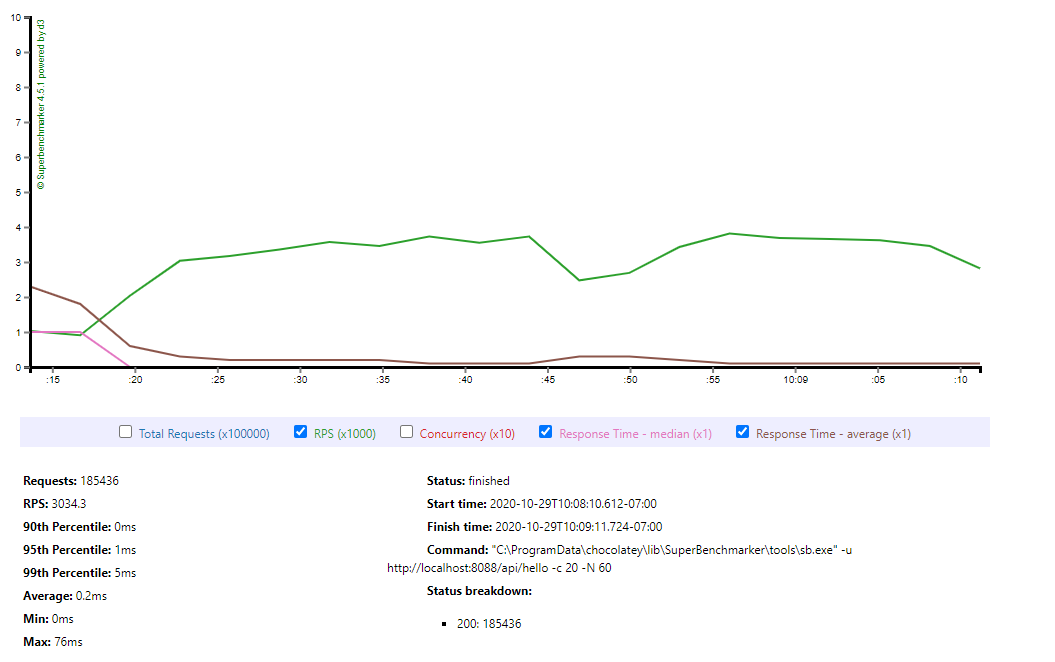 10
9
8
7
6
5
4
3
2
1
0
© Superbenchmarker 4.5.1 powered by d3
:15 :20 :25 :30 :35 :40 :45 :50 :55 10:09 :05 :10
Total Requests (x100000) RPS (x1000) Concurrency (x10) Response Time - median (x1) Response Time - average (x1)
Requests: 185436
RPS: 3034.3
90th Percentile: 0ms
95th Percentile: 1ms
99th Percentile: 5ms
Average: 0.2ms
Min: 0ms
Max: 76ms
Status: finished
Start time: 2020-10-29T10:08:10.612-07:00
Finish time: 2020-10-29T10:09:11.724-07:00
Command: "C:\ProgramData\chocolatey\lib\SuperBenchmarker\tools\sb.exe" -u
http://localhost:8088/api/hello -c 20 -N 60
Status breakdown:
200: 185436